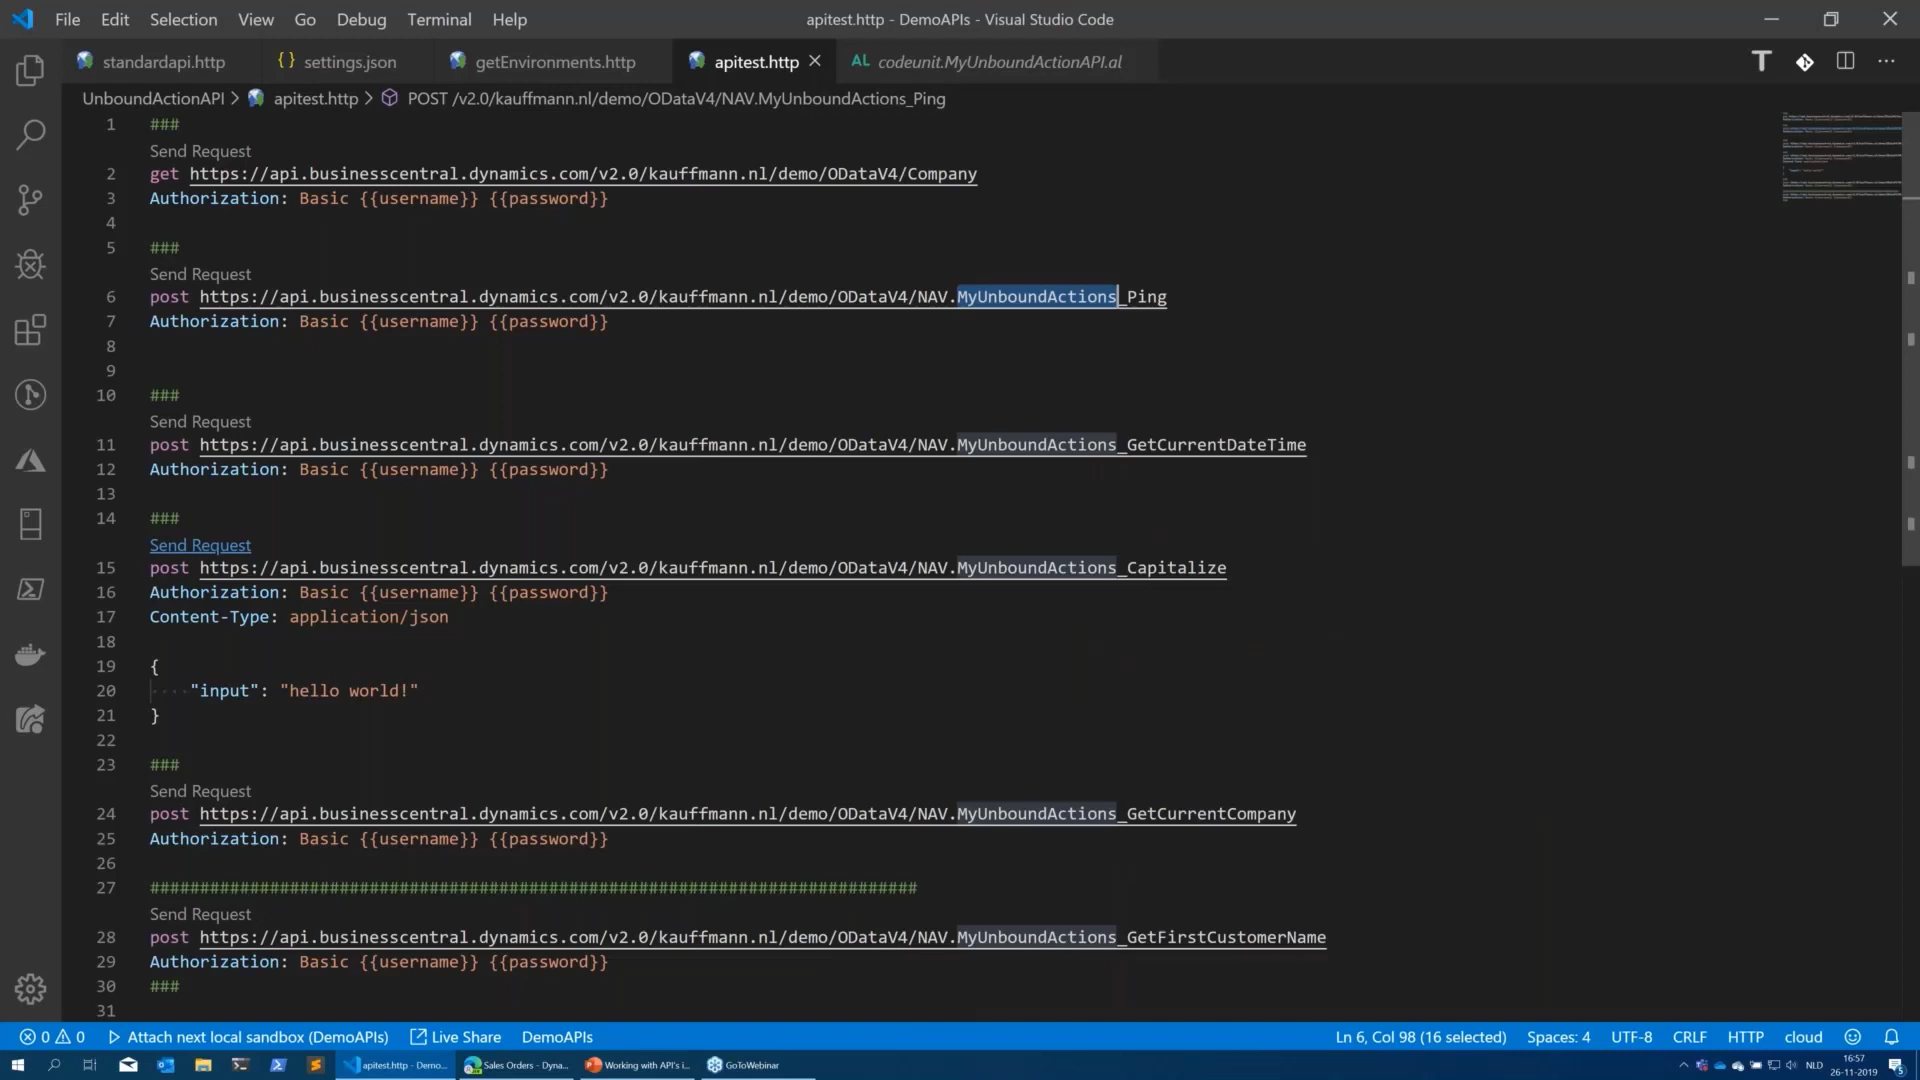 File Edit Selection View Go Debug Terminal Help
apitest.http - DemoAPIs - Visual Studio Code
standardapi.http
{} settings.json
getEnvironments.http
apitest.http
AL codeunit.MyUnboundActionAPI.al
UnboundActionAPI > apitest.http > POST /v2.0/kauffmann.nl/demo/ODataV4/NAV.MyUnboundActions_Ping
1 ###
Send Request
2 get https://api.businesscentral.dynamics.com/v2.0/kauffmann.nl/demo/ODataV4/Company
3 Authorization: Basic {{username}} {{password}}
4
5 ###
Send Request
6 post https://api.businesscentral.dynamics.com/v2.0/kauffmann.nl/demo/ODataV4/NAV.MyUnboundActions_Ping
7 Authorization: Basic {{username}} {{password}}
8
9
10 ###
Send Request
11 post https://api.businesscentral.dynamics.com/v2.0/kauffmann.nl/demo/ODataV4/NAV.MyUnboundActions_GetCurrentDateTime
12 Authorization: Basic {{username}} {{password}}
13
14 ###
Send Request
15 post https://api.businesscentral.dynamics.com/v2.0/kauffmann.nl/demo/ODataV4/NAV.MyUnboundActions_Capitalize
16 Authorization: Basic {{username}} {{password}}
17 Content-Type: application/json
18
19 {
20 ····"input": "hello world!"
21 }
22
23 ###
Send Request
24 post https://api.businesscentral.dynamics.com/v2.0/kauffmann.nl/demo/ODataV4/NAV.MyUnboundActions_GetCurrentCompany
25 Authorization: Basic {{username}} {{password}}
26
27 #############################################################################
Send Request
28 post https://api.businesscentral.dynamics.com/v2.0/kauffmann.nl/demo/ODataV4/NAV.MyUnboundActions_GetFirstCustomerName
29 Authorization: Basic {{username}} {{password}}
30 ###
31
0 0 Attach next local sandbox (DemoAPIs) Live Share DemoAPIs Ln 6, Col 98 (16 selected) Spaces: 4 UTF-8 CRLF HTTP cloud
apitest.http - Demo... Sales Orders - Dyna... Working with API's i... GoToWebinar NLD 16:57
26-11-2019 5